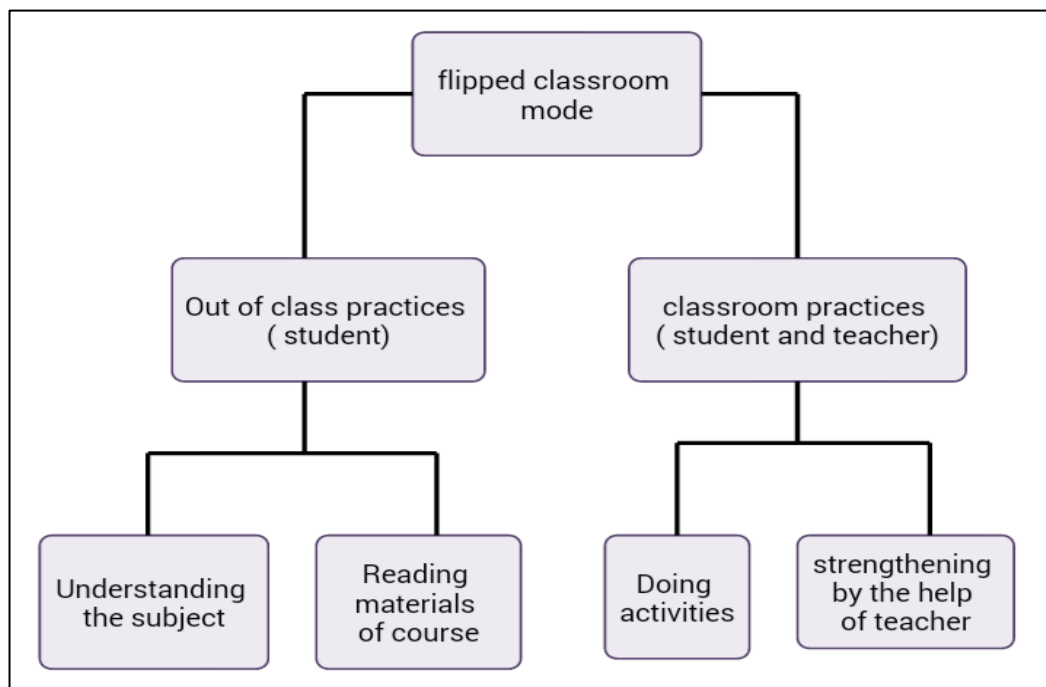 flipped classroom
mode
Out of class practices
( student)
classroom practices
( student and teacher)
Understanding
the subject
Reading
materials
of course
Doing
activities
strengthening
by the help
of teacher